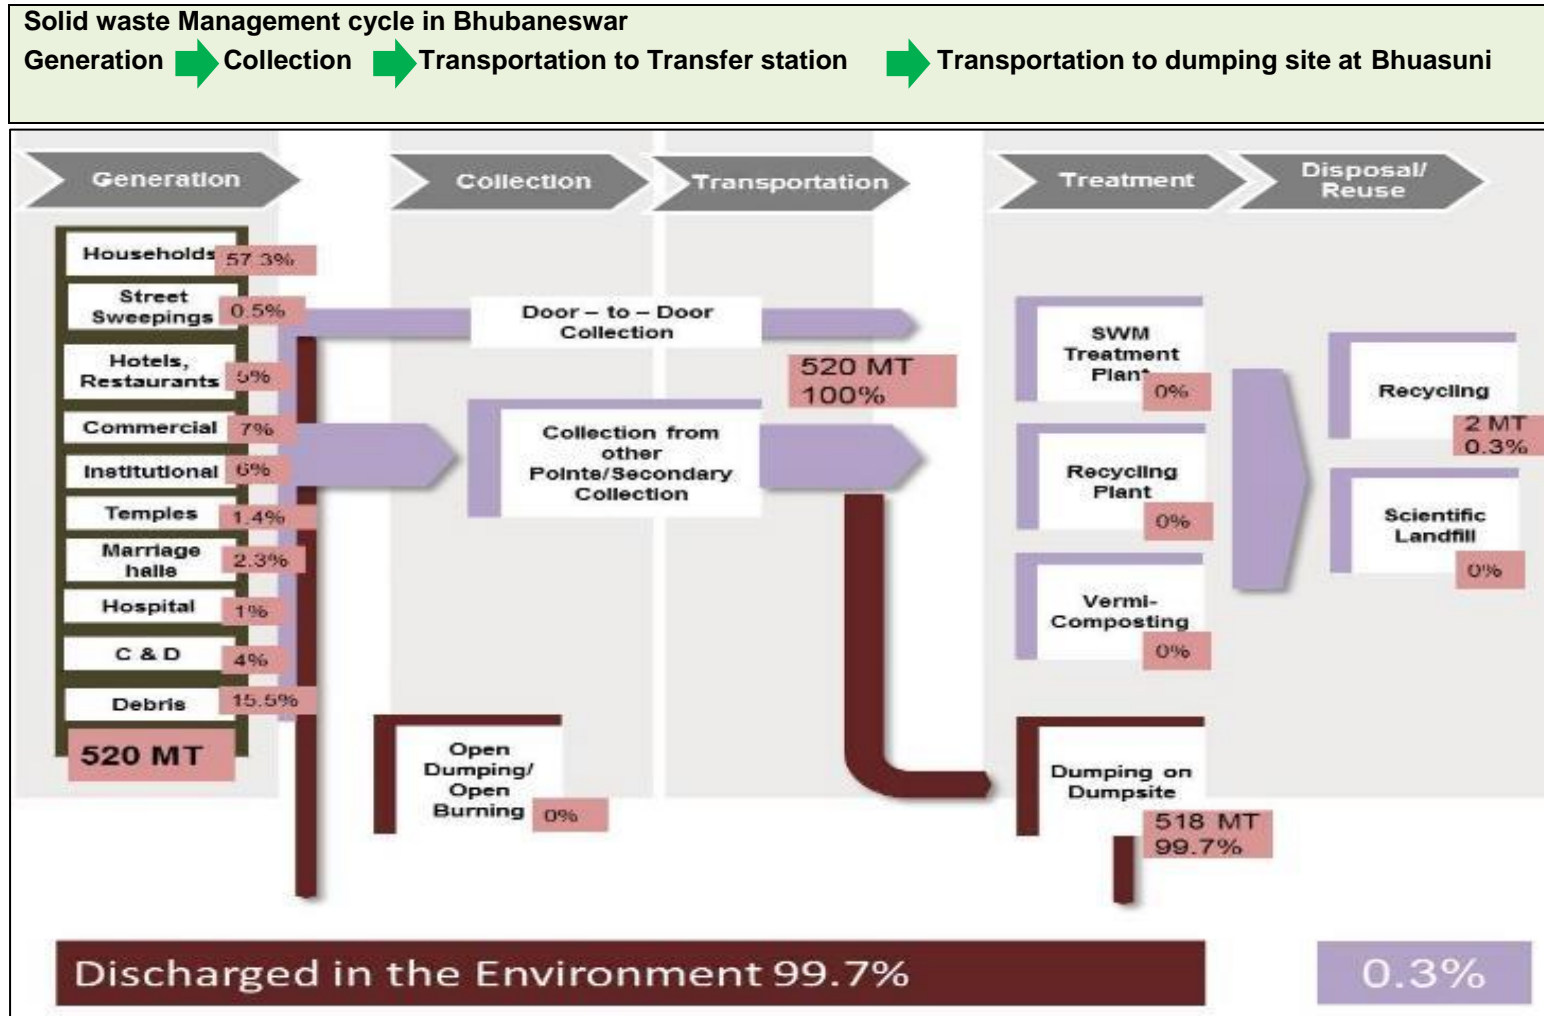 Solid waste Management cycle in Bhubaneswar
Generation Collection Transportation to Transfer station Transportation to dumping site at Bhuasuni
Generation
Collection
Transportation
Treatment
Disposal/
Reuse
Households
57.3%
Street
Sweepings
0.5%
Hotels,
Restaurants
5%
Commercial
7%
Institutional
6%
Temples
1.4%
Marriage
halls
2.3%
Hospital
1%
C & D
4%
Debris
15.5%
520 MT
Door – to – Door
Collection
520 MT
100%
Collection from
other
Points/Secondary
Collection
Open
Dumping/
Open
Burning
0%
SWM
Treatment
Plant
0%
Recycling
Plant
0%
Vermi-
Composting
0%
Dumping on
Dumpsite
518 MT
99.7%
Recycling
2 MT
0.3%
Scientific
Landfill
0%
Discharged in the Environment 99.7%
0.3%